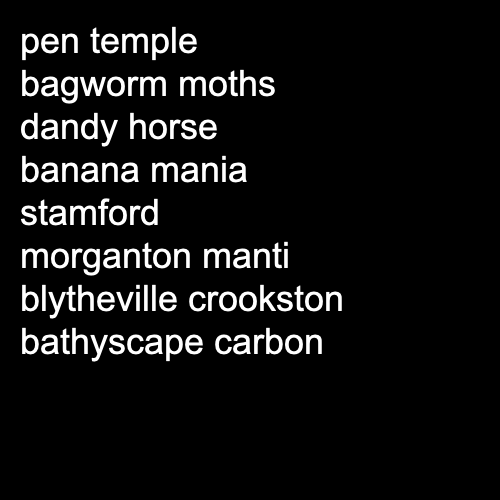 pen temple
bagworm moths
dandy horse
banana mania
stamford
morganton manti
blytheville crookston
bathyscape carbon